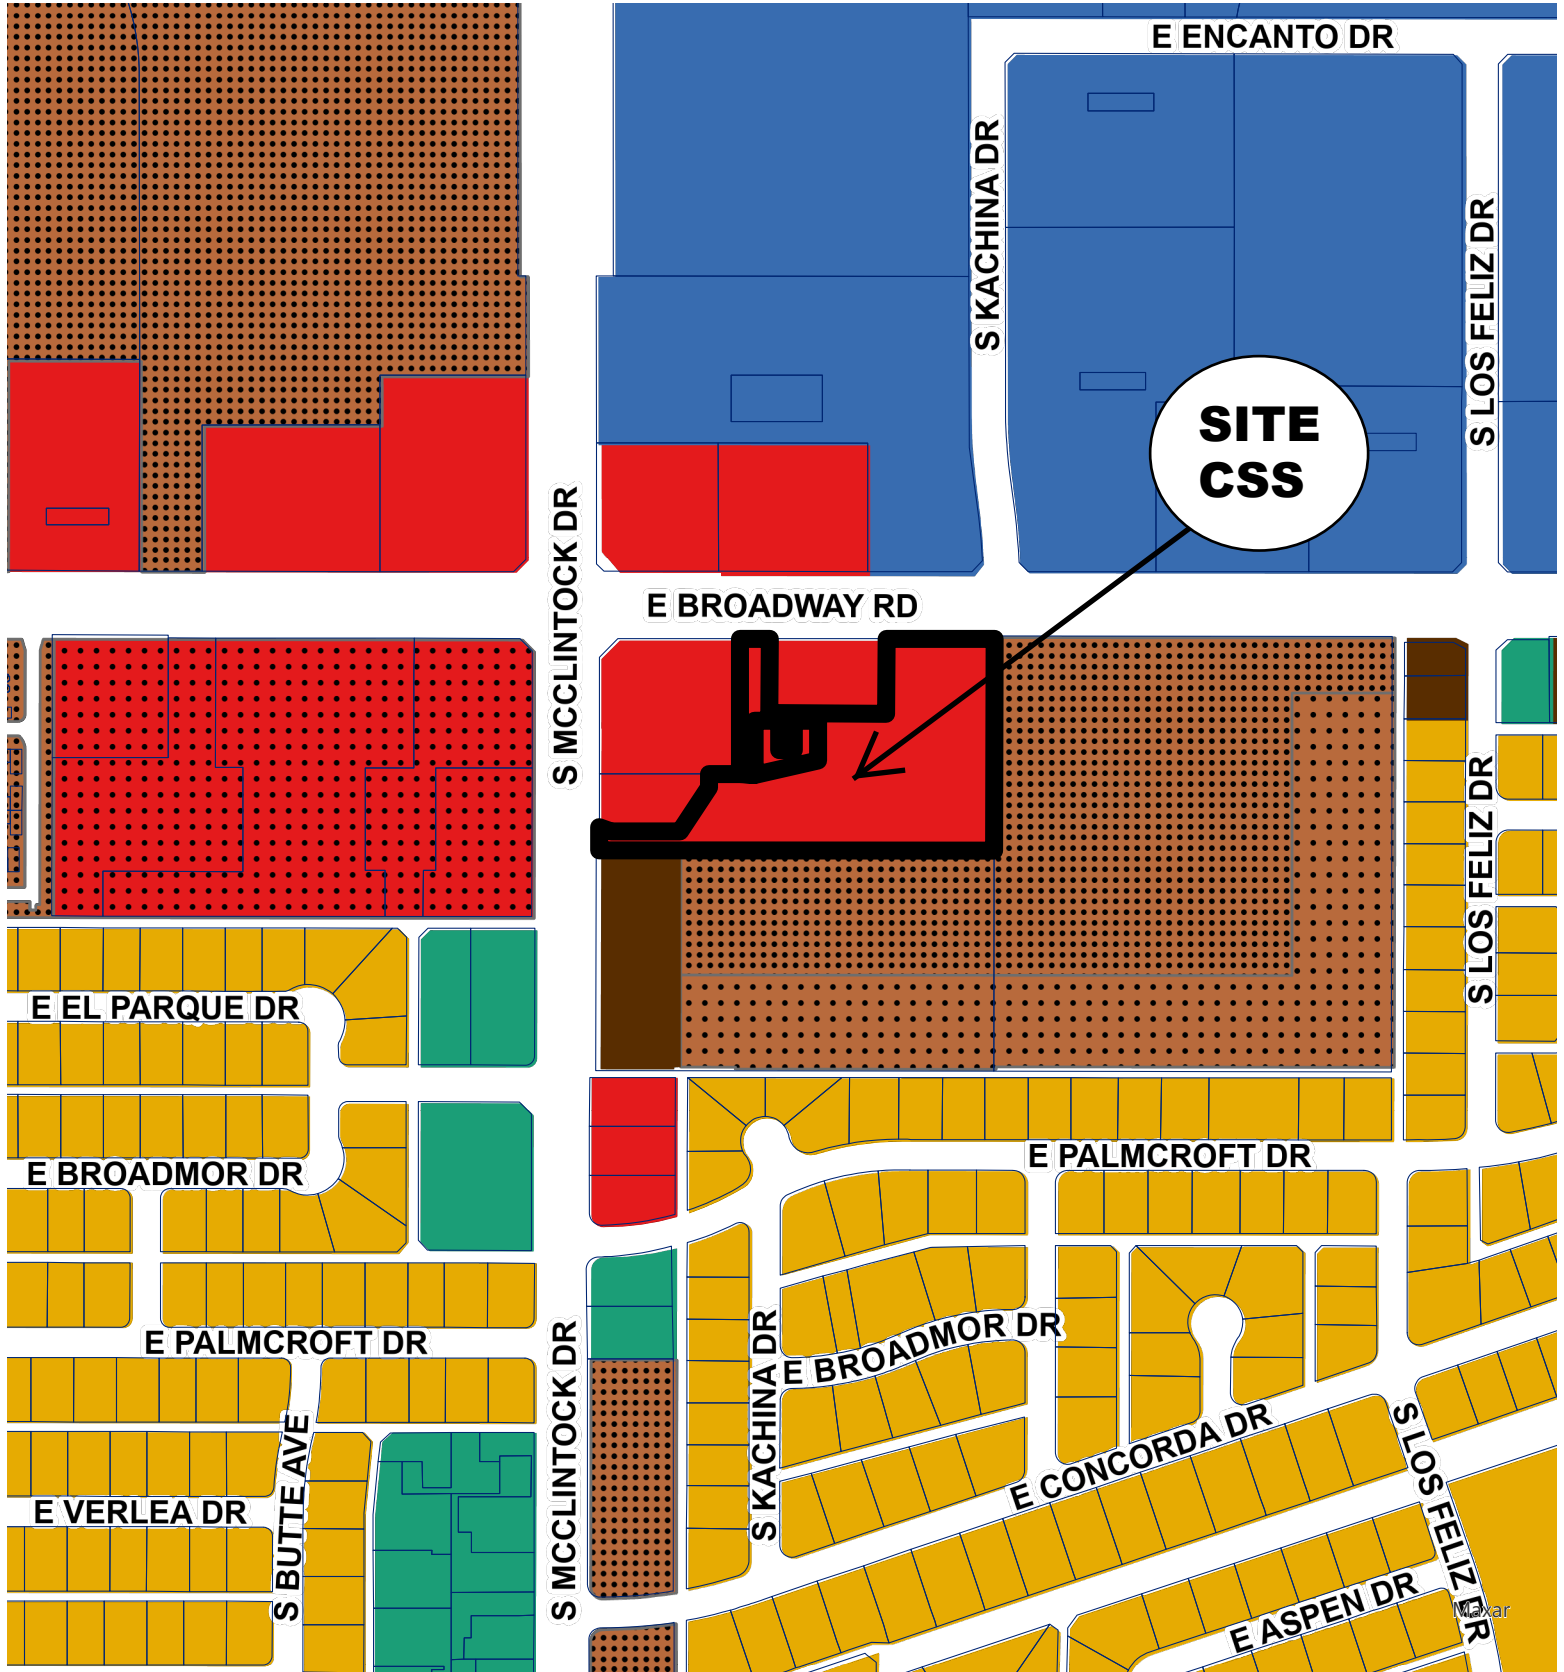 E ENCANTO DR
S KACHINA DR
S LOS FELIZ DR
SITE
CSS
S MCCLINTOCK DR
E BROADWAY RD
S LOS FELIZ DR
E EL PARQUE DR
E BROADMOR DR
E PALMCROFT DR
E PALMCROFT DR
E BROADMOR DR
S KACHINA DR
S MCCLINTOCK DR
S BUTTE AVE
E VERLEA DR
E CONCORDA DR
S LOS FELIZ DR
E ASPEN DR
Maxar